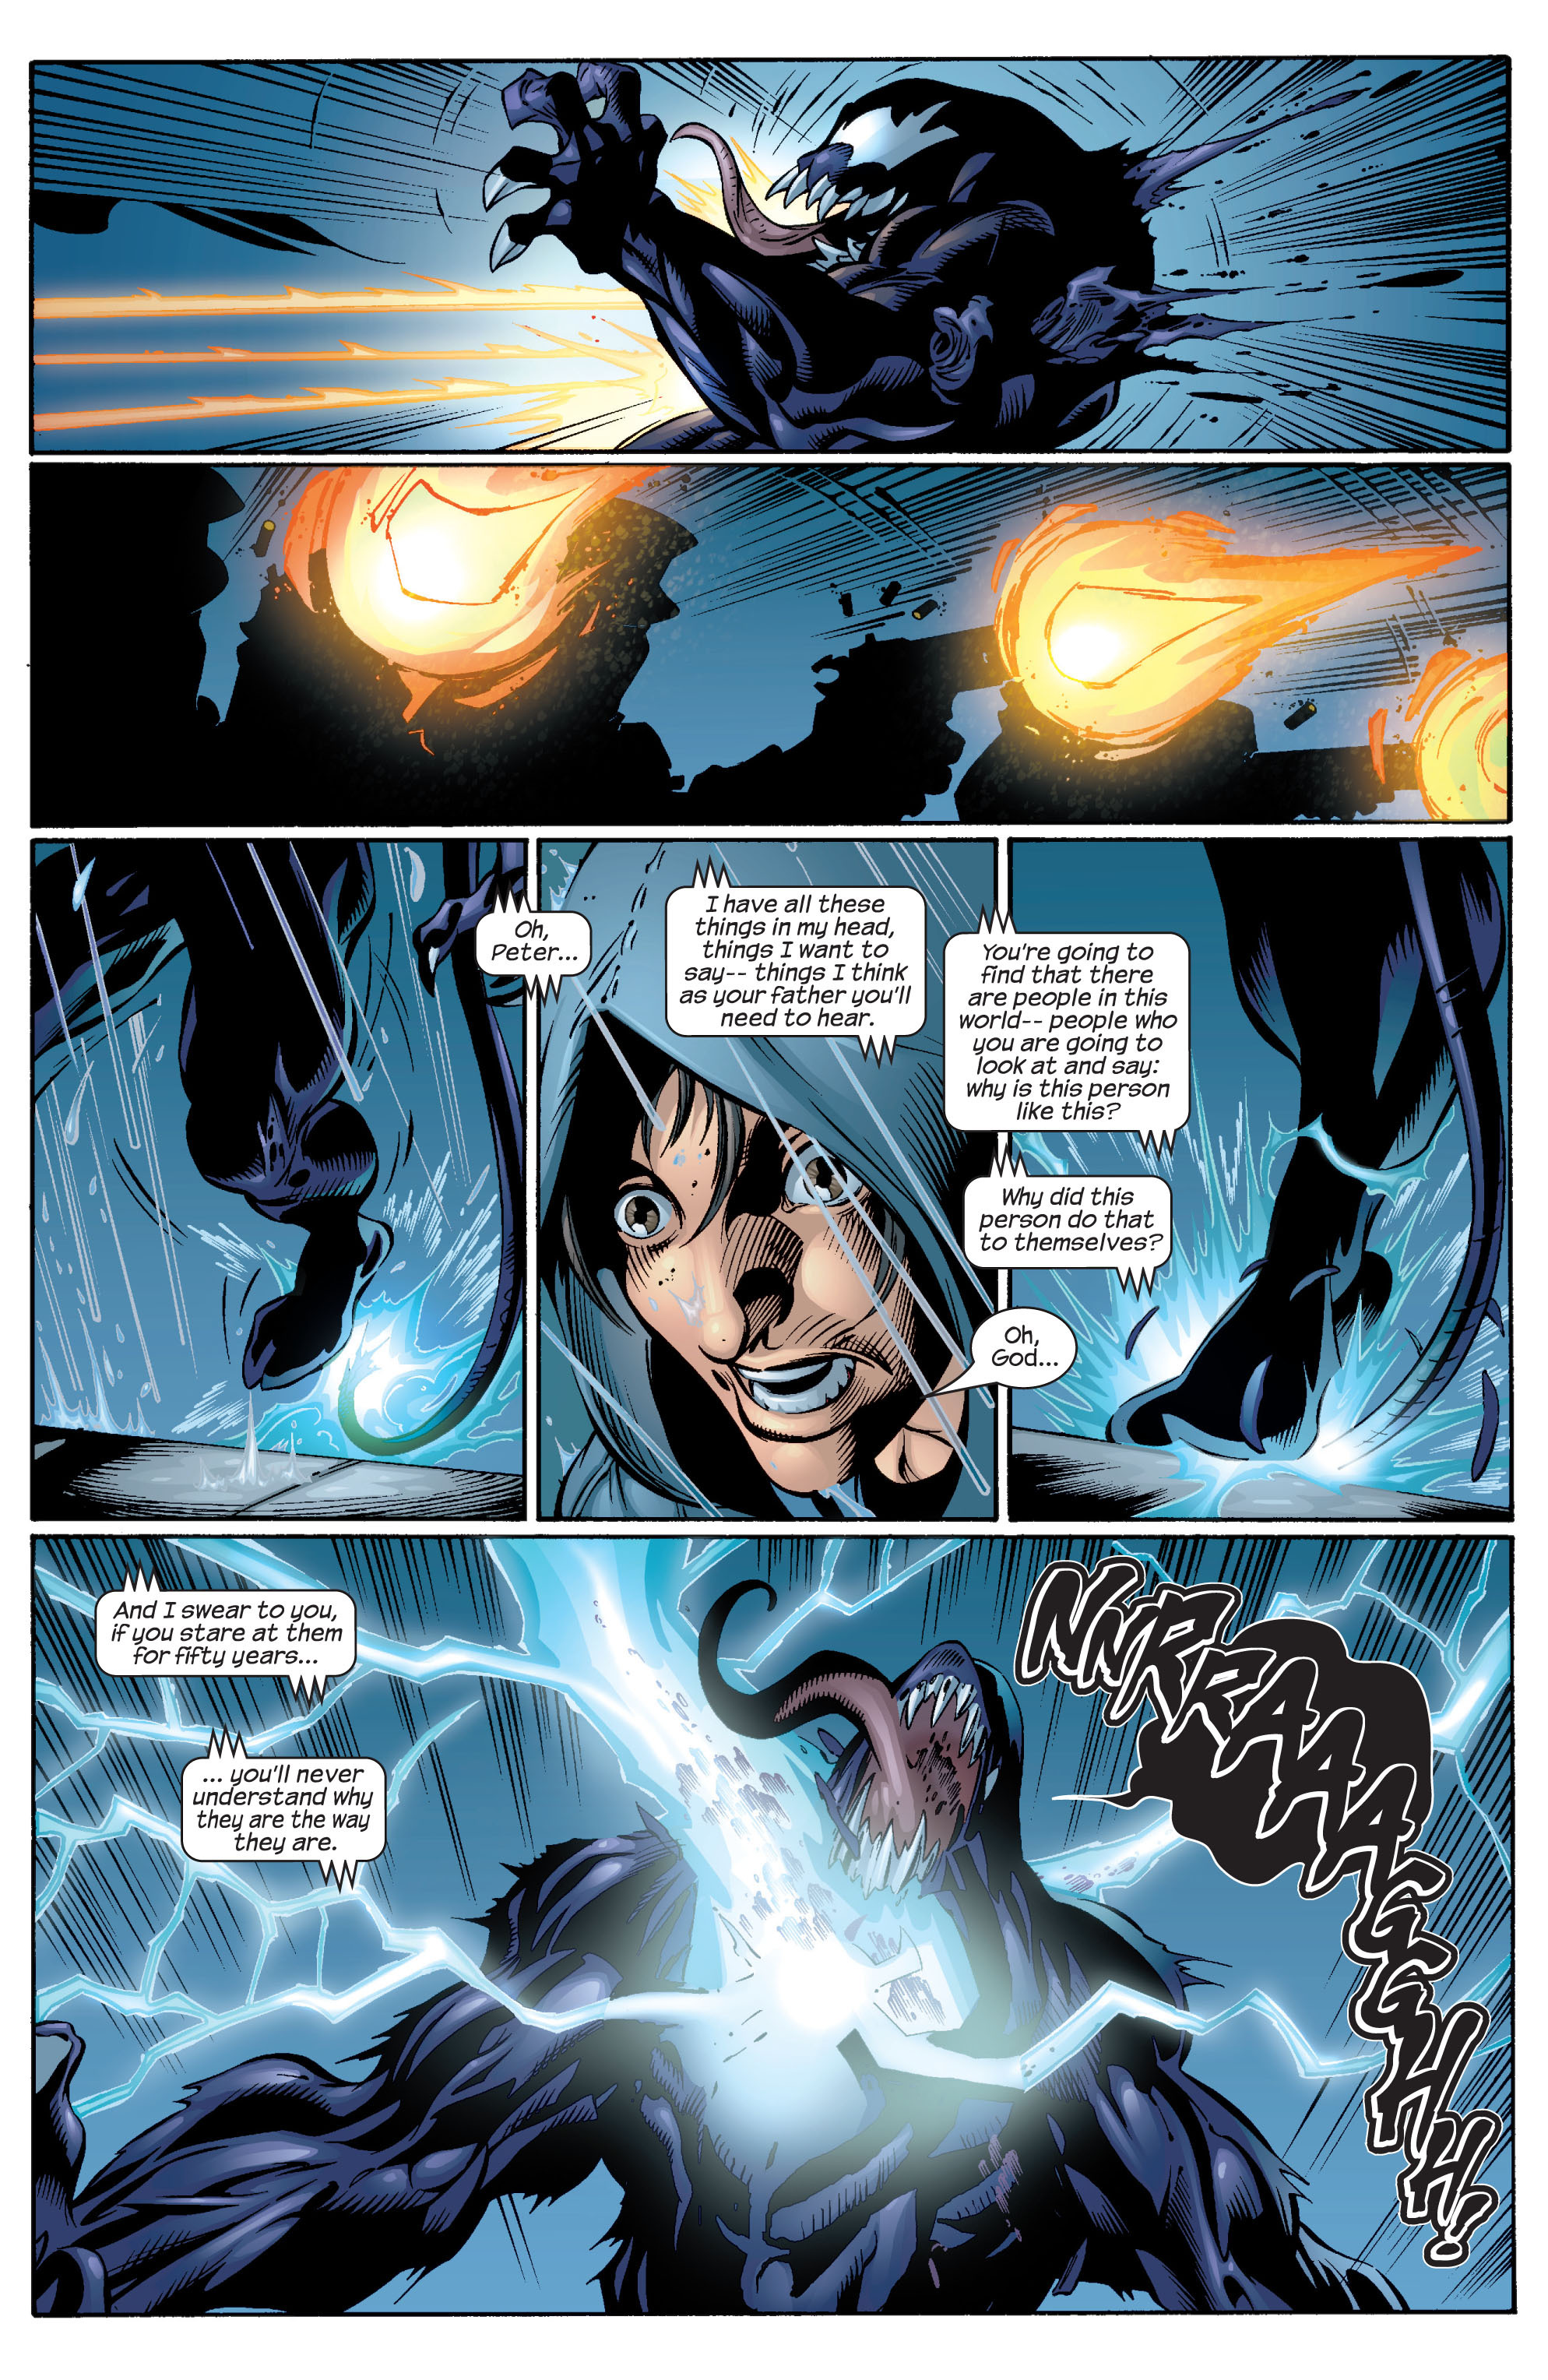 Oh,
Peter...
I have all these
things in my head,
things I want to
say-- things I think
as your father you'll
need to hear.
You're going to
find that there
are people in this
world-- people who
you are going to
look at and say:
why is this person
like this?
Why did this
person do that
to themselves?
Oh,
God...
And I swear to you,
if you stare at them
for fifty years...
... you'll never
understand why
they are the way
they are.
NNRRAAAAGGGHHH!!